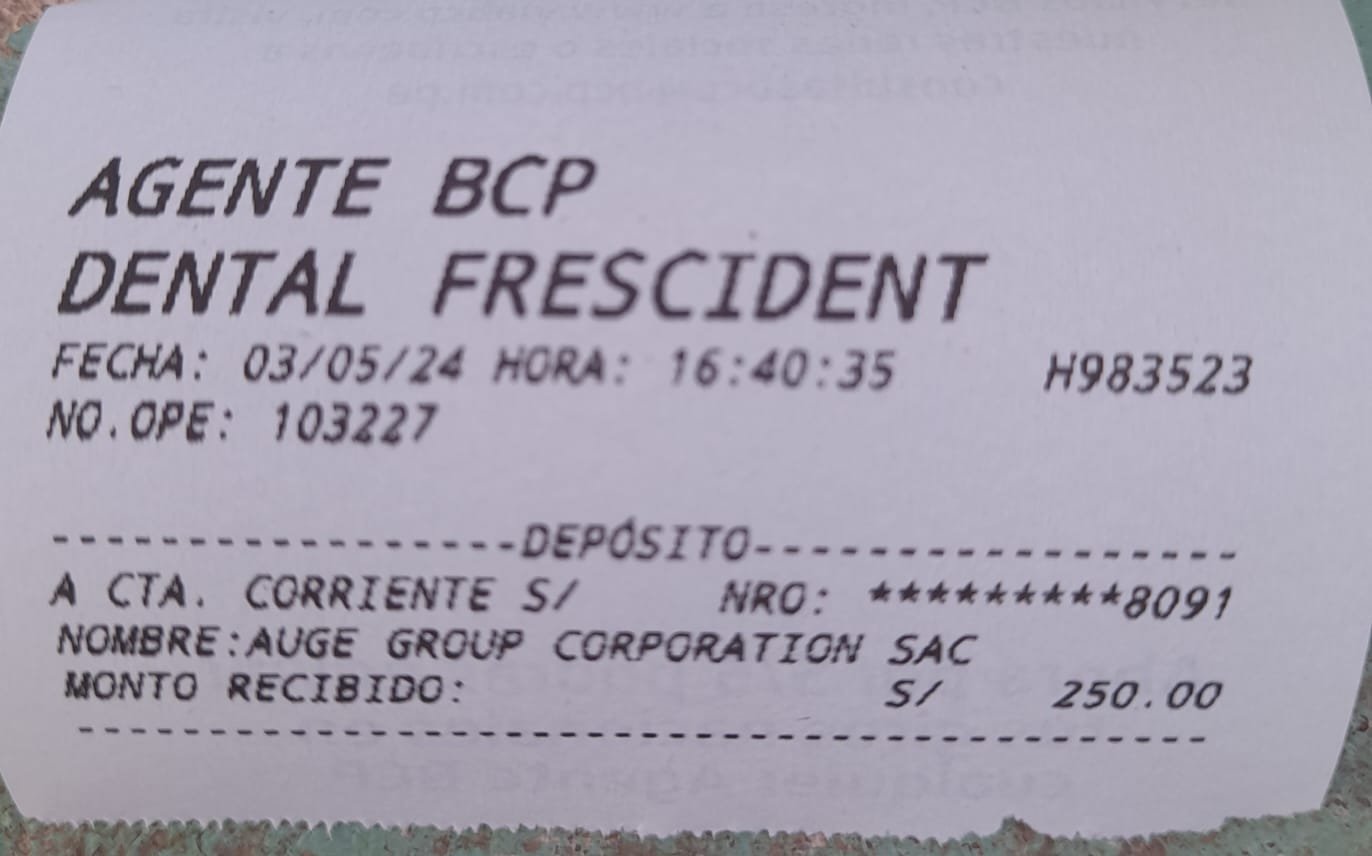 AGENTE BCP
DENTAL FRESCIDENT
FECHA: 03/05/24 HORA: 16:40:35 H983523
NO.OPE: 103227
------------------DEPÓSITO-----------------
A CTA. CORRIENTE S/ NRO: *********8091
NOMBRE:AUGE GROUP CORPORATION SAC
MONTO RECIBIDO: S/ 250.00
-----------------------------------------